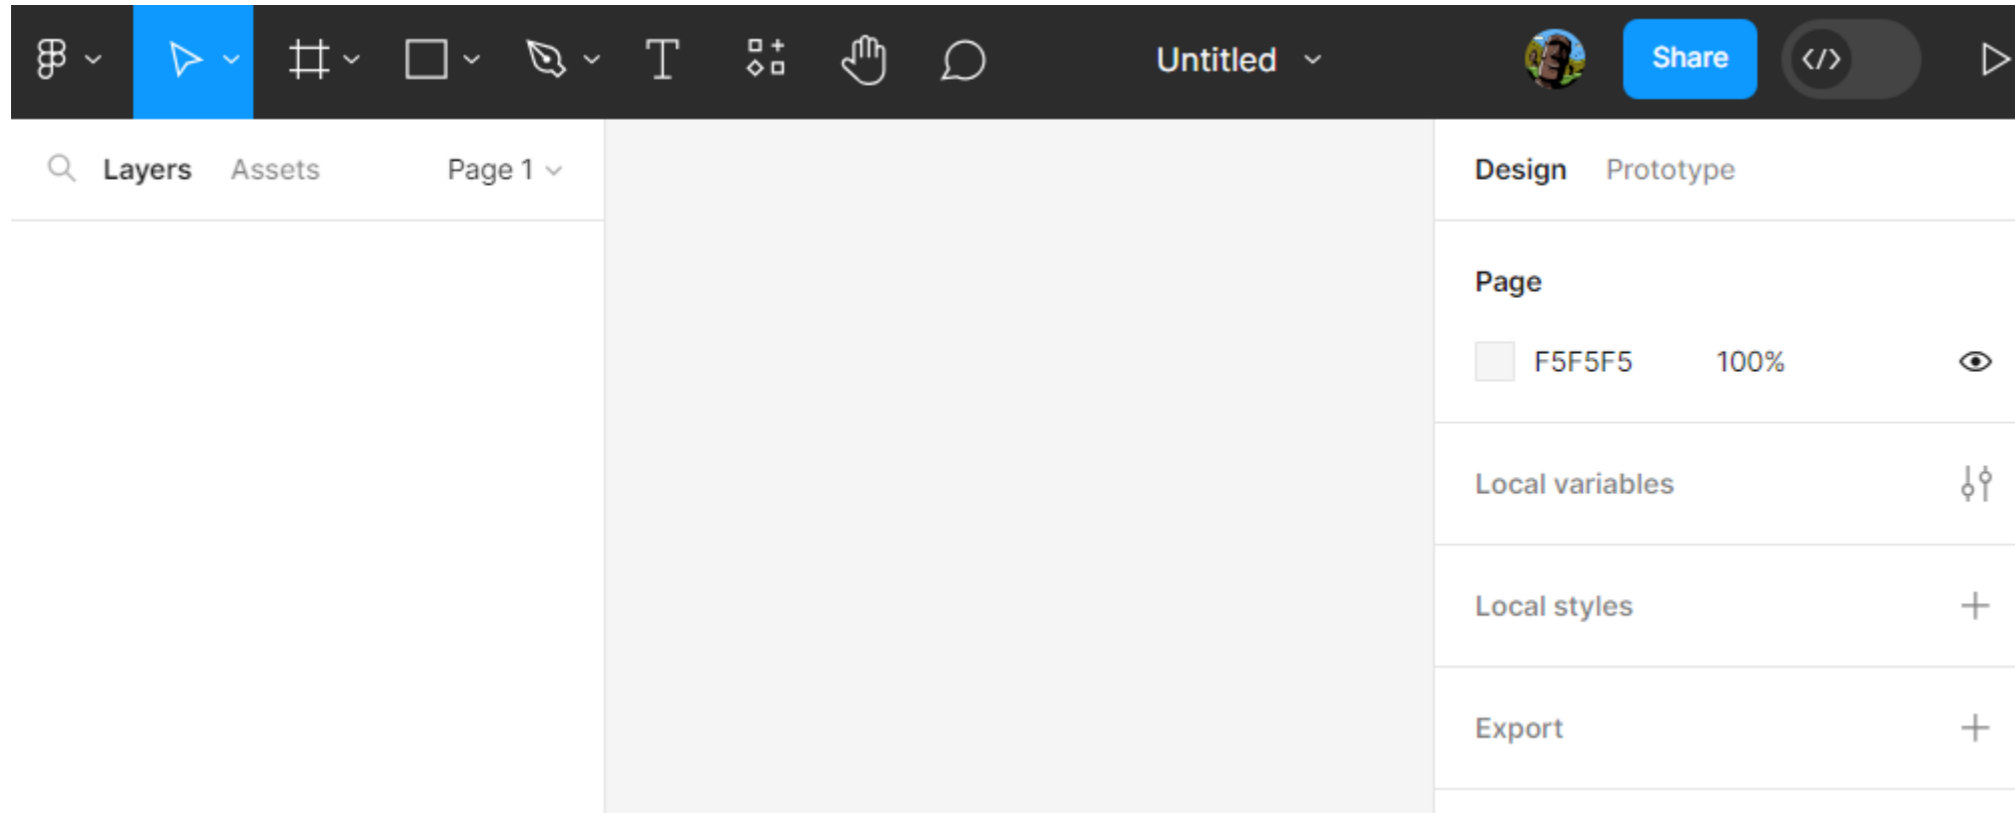 Untitled
Share
Layers Assets Page 1
Design Prototype
Page
F5F5F5 100%
Local variables
Local styles
Export